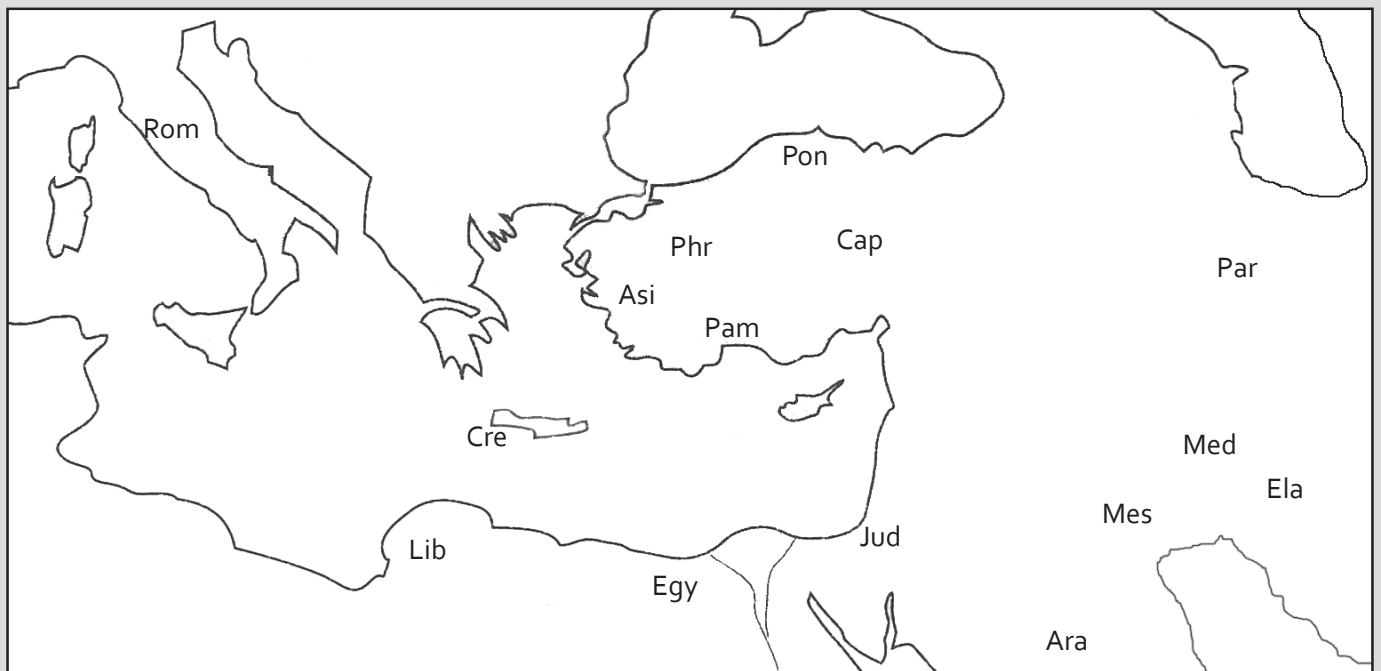 Rom
Pon
Phr
Cap
Par
Asi
Pam
Cre
Med
Ela
Mes
Jud
Lib
Egy
Ara